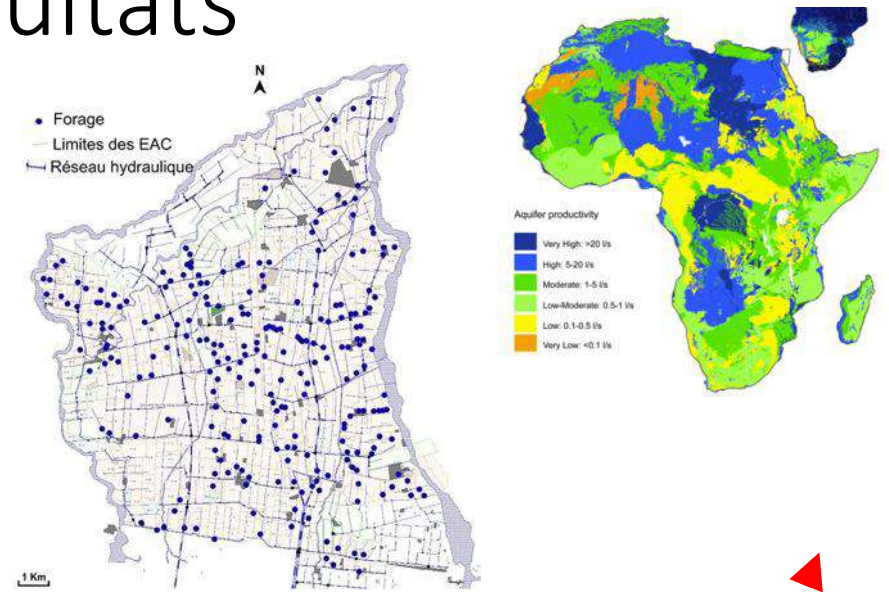 ultats
N
Forage
Limites des EAC
Réseau hydraulique
1 Km
Aquifer productivity
Very High: >20 l/s
High: 5-20 l/s
Moderate: 1-5 l/s
Low-Moderate: 0.5-1 l/s
Low: 0.1-0.5 l/s
Very Low: <0.1 l/s